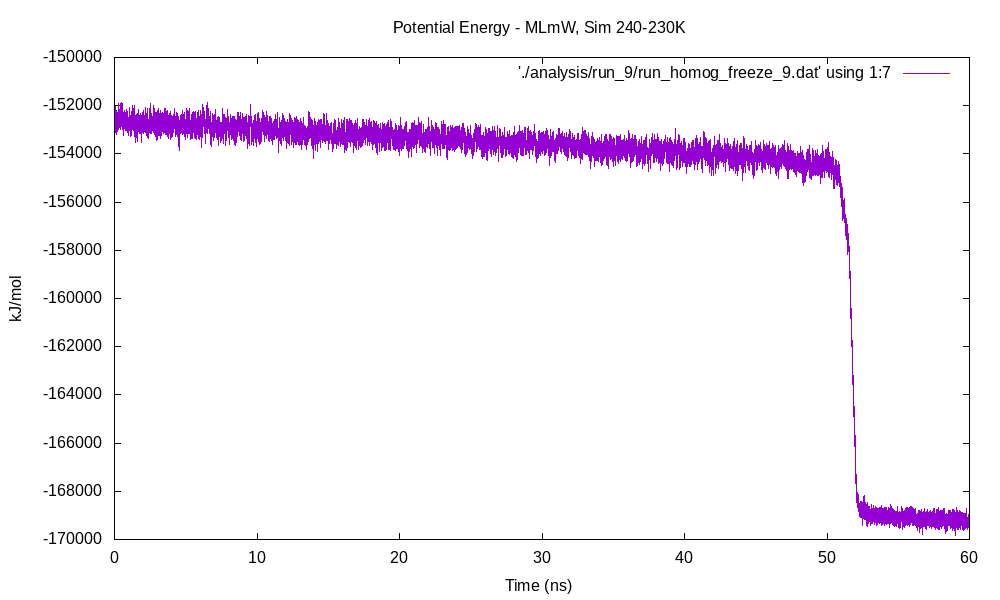 Potential Energy - MLmW, Sim 240-230K
'./analysis/run_9/run_homog_freeze_9.dat' using 1:7
-150000
-152000
-154000
-156000
-158000
-160000
-162000
-164000
-166000
-168000
-170000
kJ/mol
0 10 20 30 40 50 60
Time (ns)